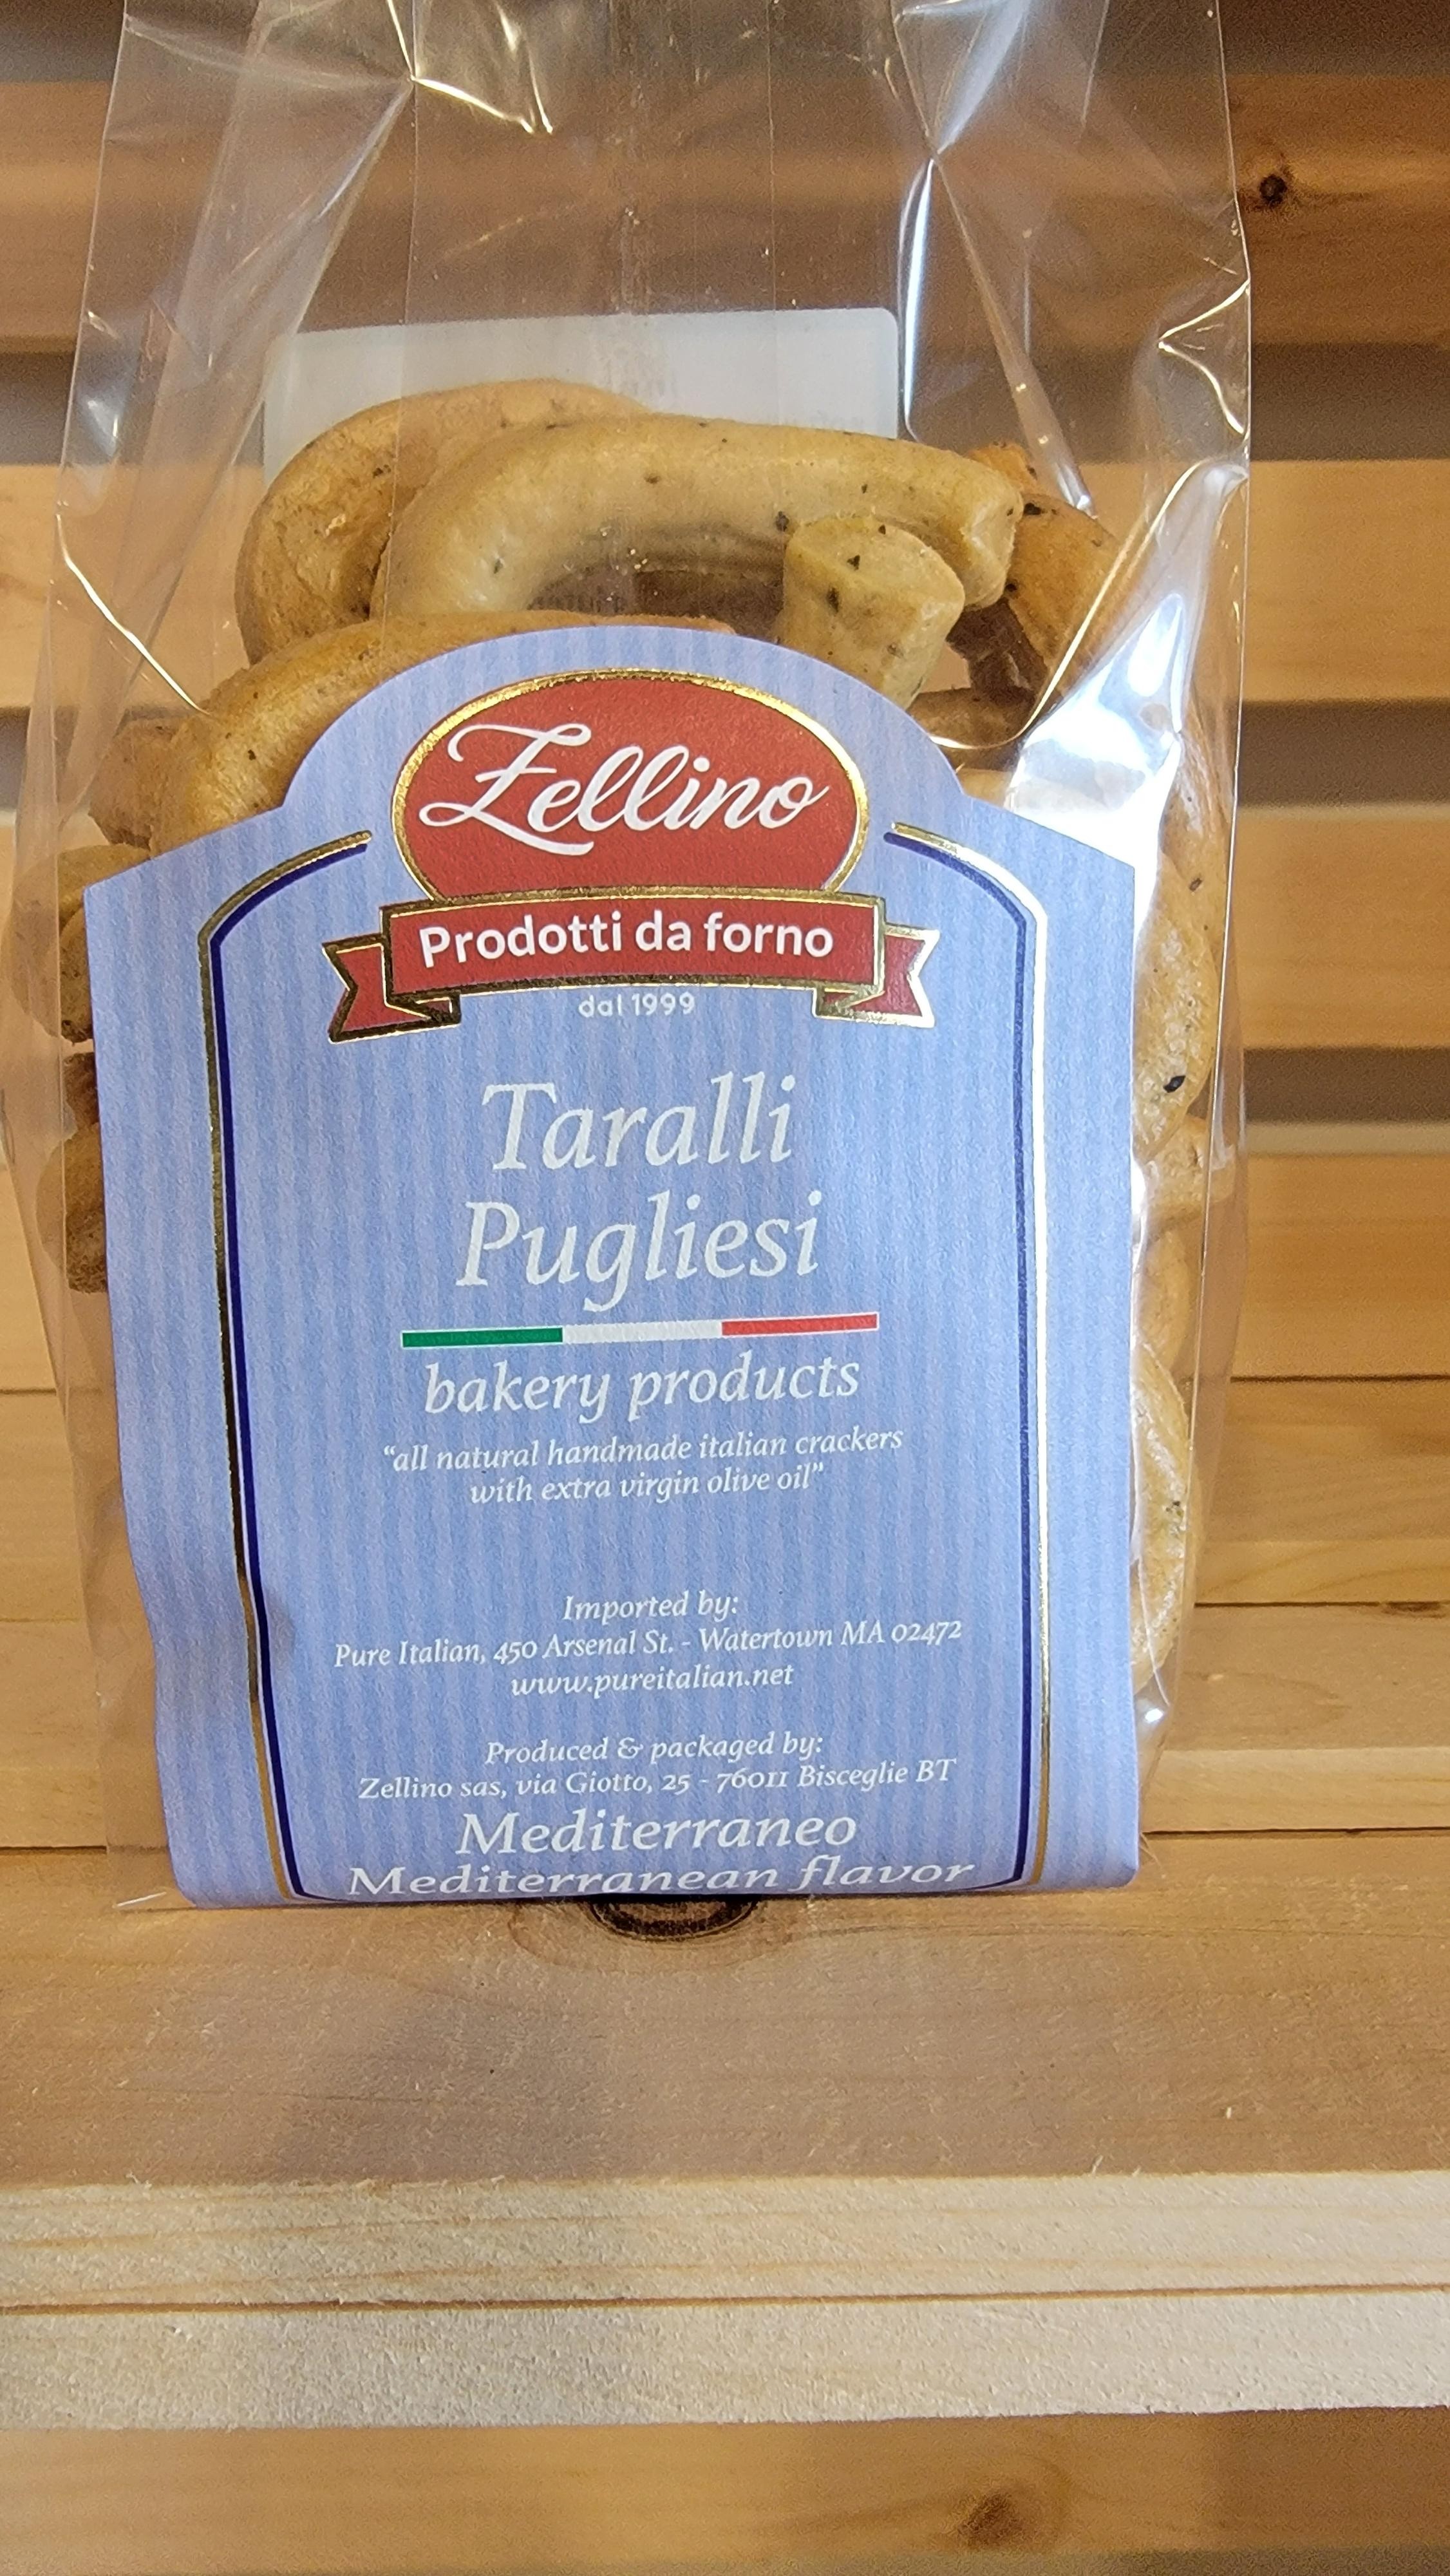 Zellino
Prodotti da forno
dal 1999
Taralli
Pugliesi
bakery products
“all natural handmade italian crackers
with extra virgin olive oil”
Imported by:
Pure Italian, 450 Arsenal St. - Watertown MA 02472
www.pureitalian.net
Produced & packaged by:
Zellino sas, via Giotto, 25 - 76011 Bisceglie BT
Mediterraneo
Mediterranean flavor